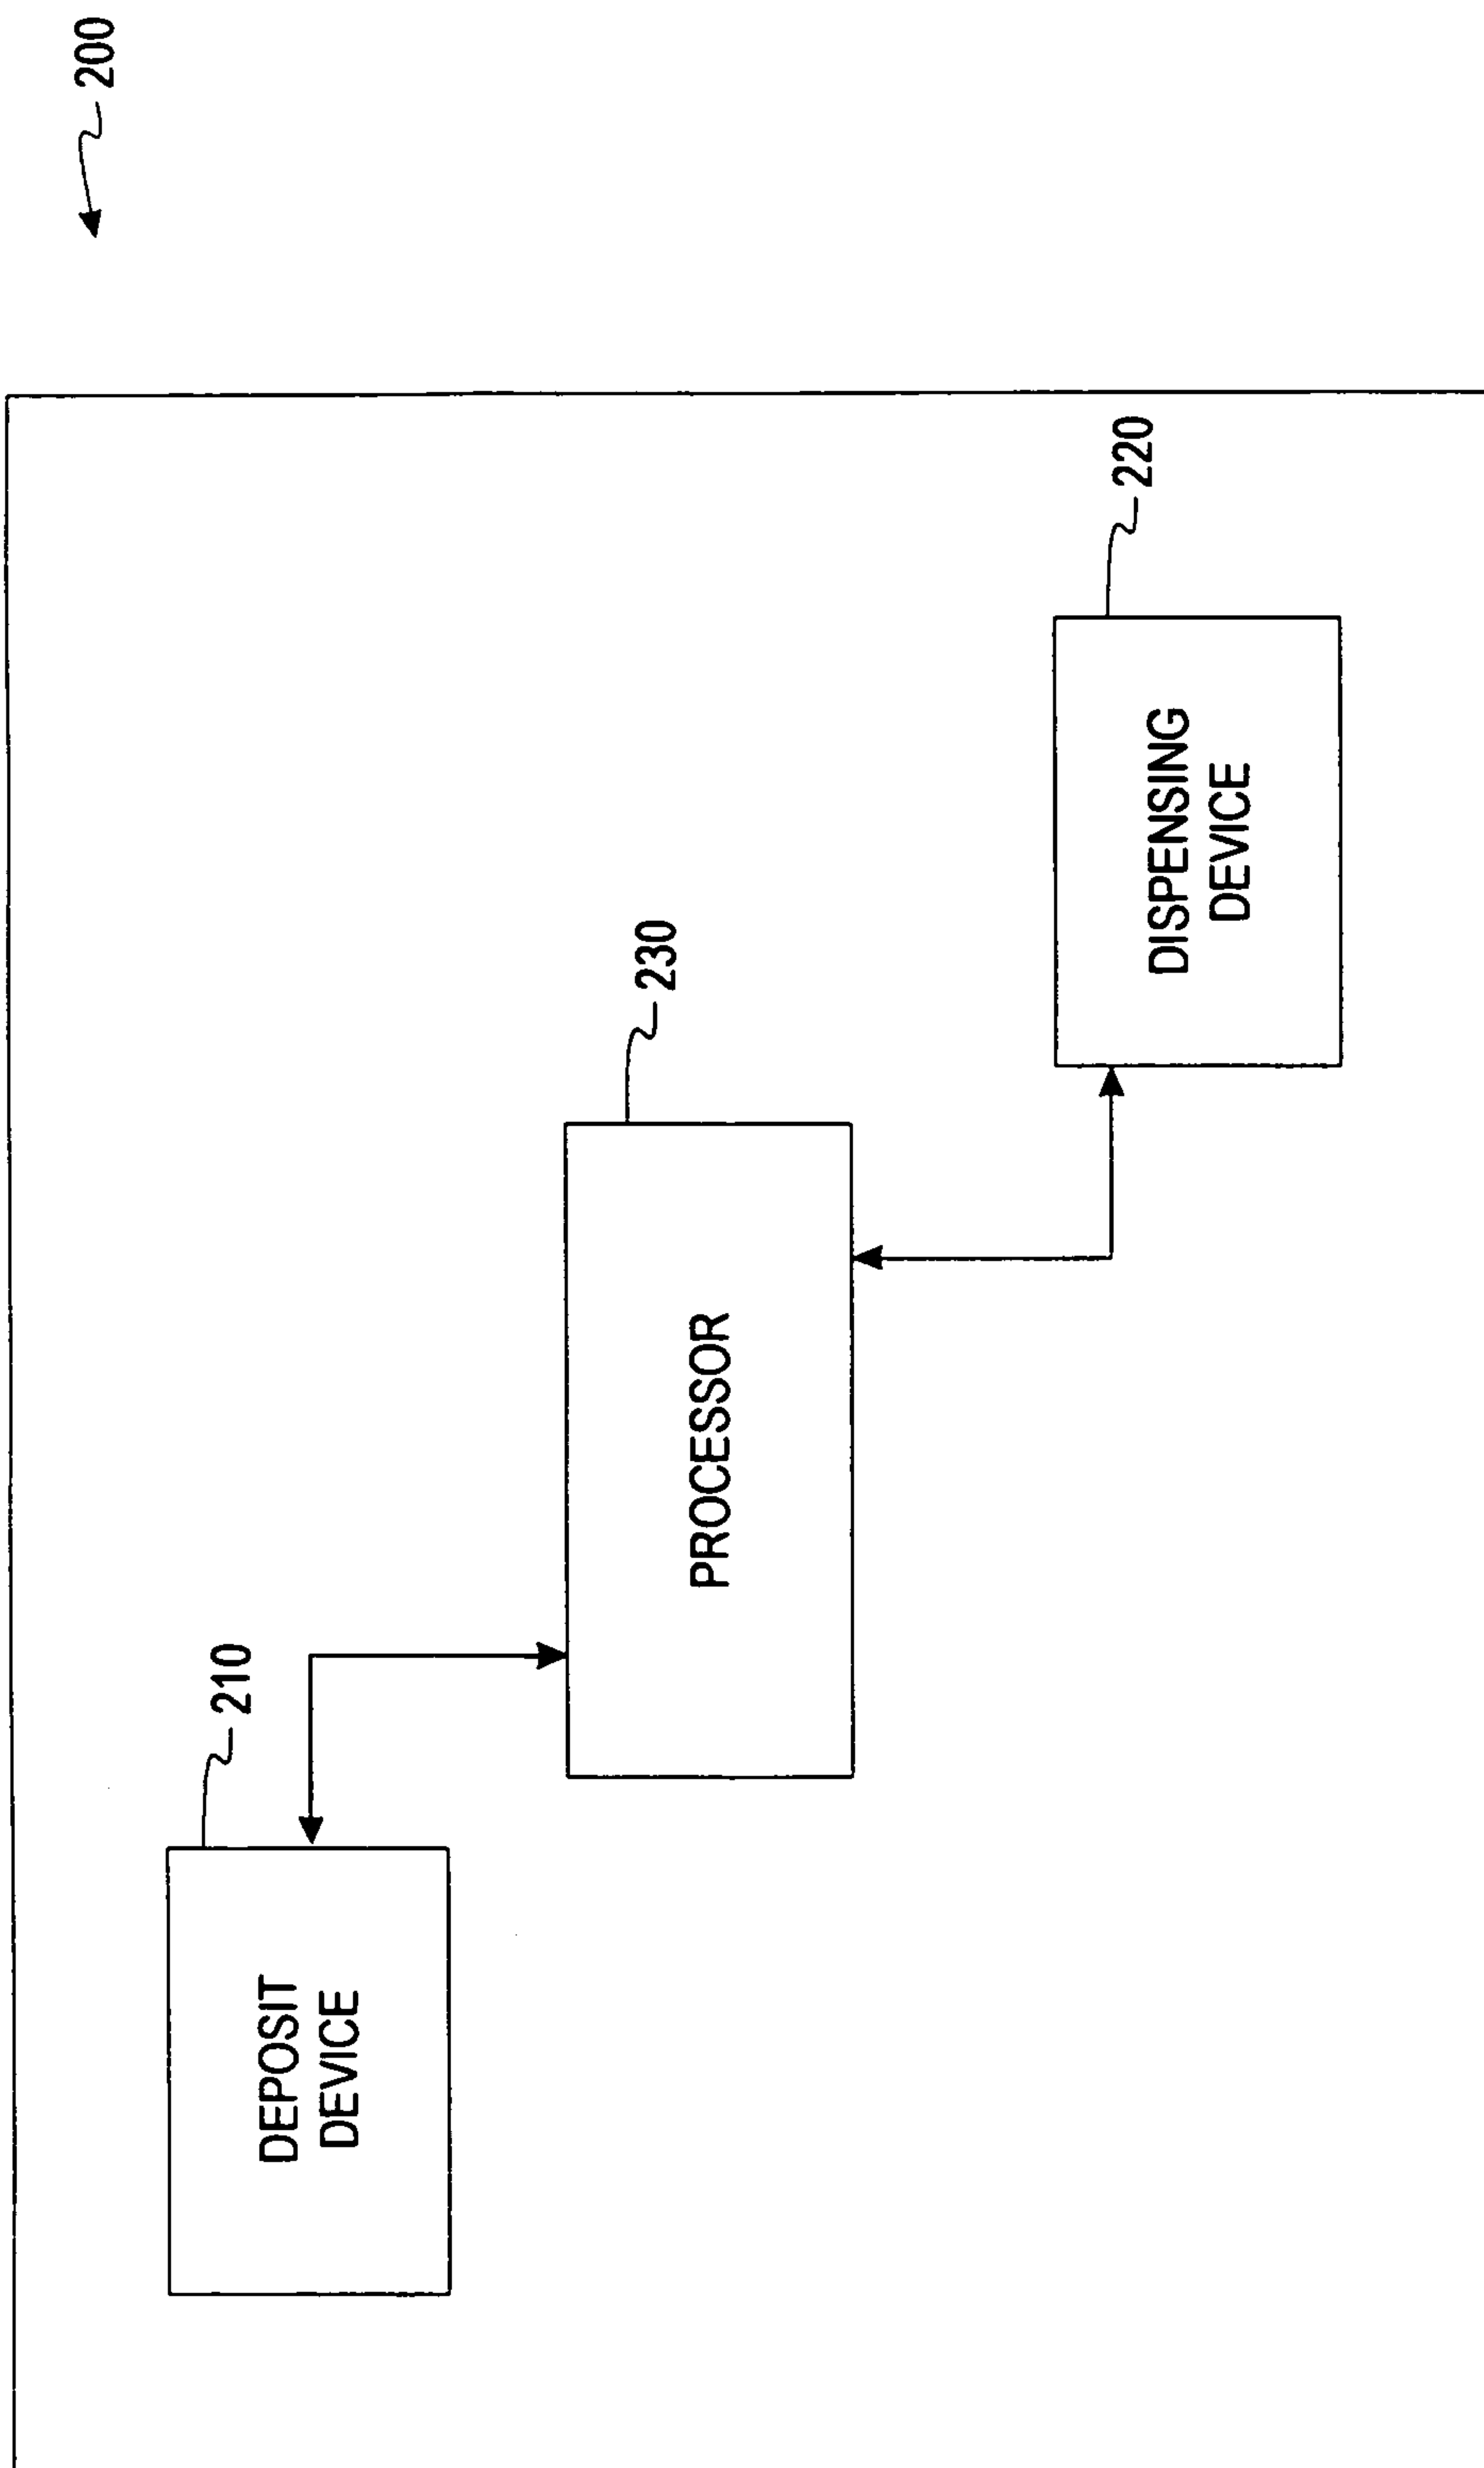 200
210
DEPOSIT
DEVICE
230
PROCESSOR
220
DISPENSING
DEVICE